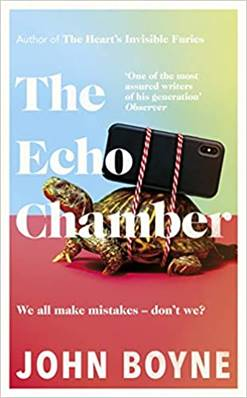 Author of The Heart's Invisible Furies
The
Echo
Chamber
'One of the most
assured writers
of his generation'
Observer
We all make mistakes – don't we?
JOHN BOYNE